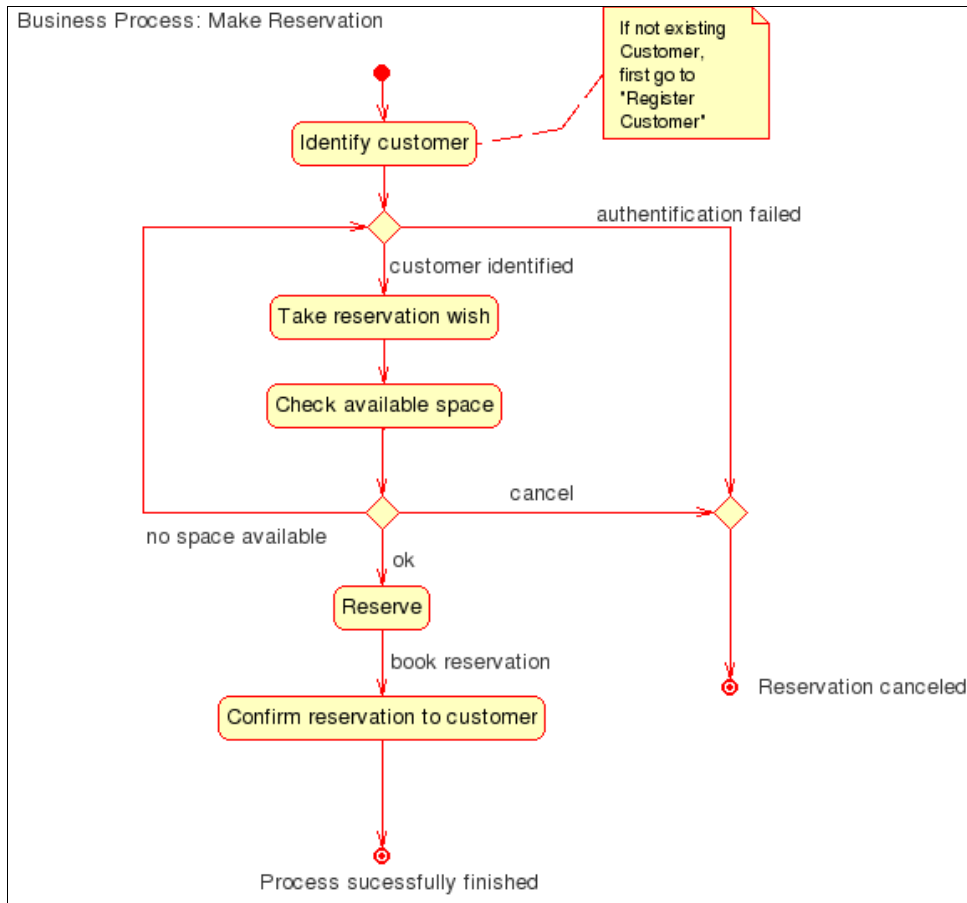 Business Process: Make Reservation
If not existing
Customer,
first go to
"Register
Customer"
Identify customer
authentification failed
customer identified
Take reservation wish
Check available space
cancel
no space available
ok
Reserve
book reservation
Reservation canceled
Confirm reservation to customer
Process sucessfully finished